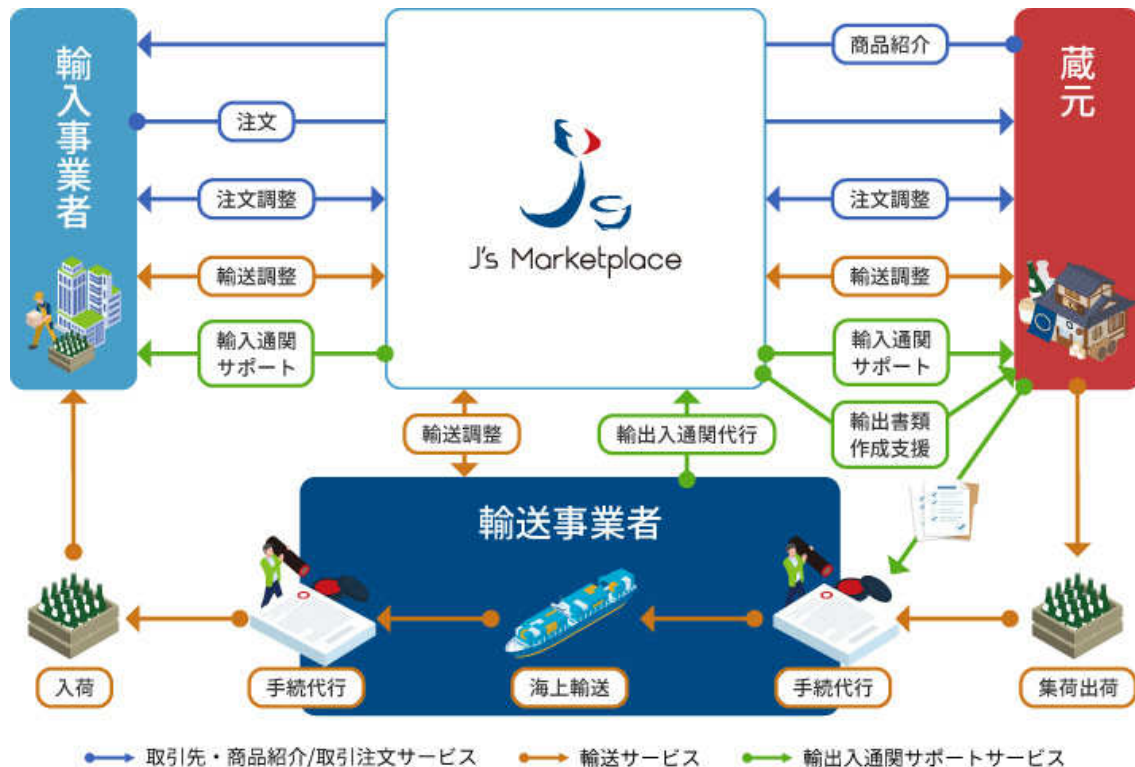 輸入事業者
商品紹介
蔵元
注文
注文調整
注文調整
J's
J's Marketplace
輸送調整
輸送調整
輸入通関
サポート
輸入通関
サポート
輸送調整
輸出入通関代行
輸出書類
作成支援
輸送事業者
入荷
手続代行
海上輸送
手続代行
集荷出荷
取引先・商品紹介/取引注文サービス
輸送サービス
輸出入通関サポートサービス